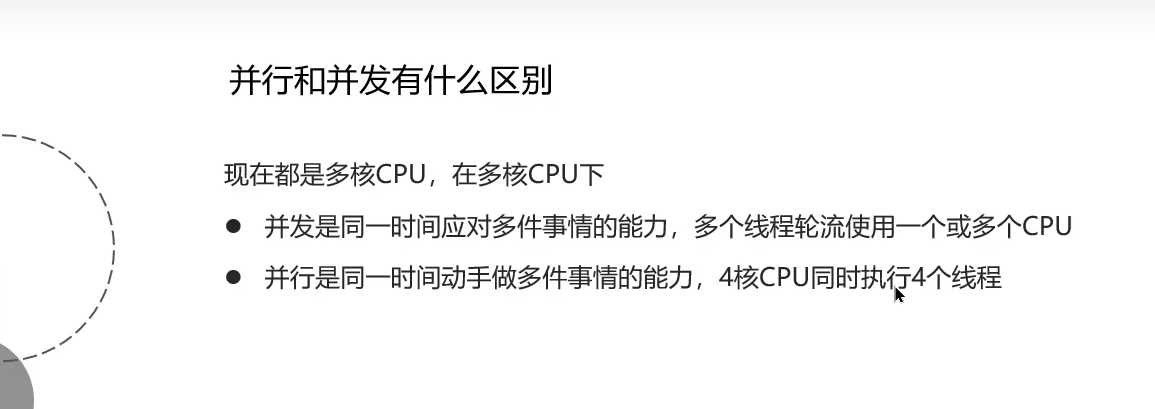 并行和并发有什么区别
现在都是多核CPU，在多核CPU下
● 并发是同一时间应对多件事情的能力，多个线程轮流使用一个或多个CPU
● 并行是同一时间动手做多件事情的能力，4核CPU同时执行4个线程